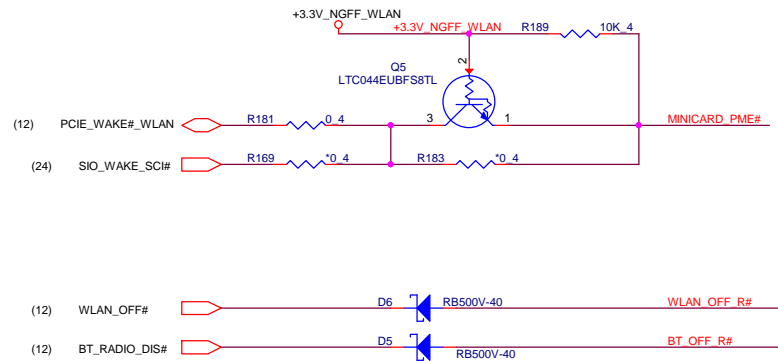 +3.3V_NGFF_WLAN
+3.3V_NGFF_WLAN R189 10K_4
2
Q5
LTC044EUBFS8TL
(12) PCIE_WAKE#_WLAN R181 0_4 3 1 MINICARD_PME#
(24) SIO_WAKE_SCI# R169 *0_4 R183 *0_4
(12) WLAN_OFF# D6 RB500V-40 WLAN_OFF_R#
(12) BT_RADIO_DIS# D5 RB500V-40 BT_OFF_R#